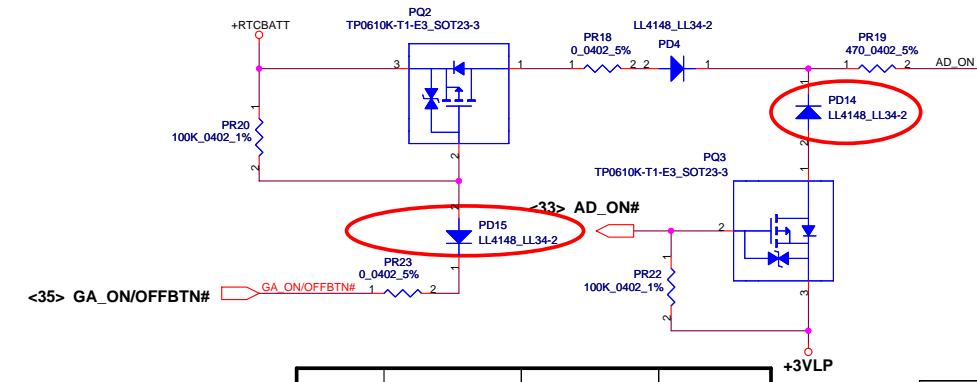 PQ2
TP0610K-T1-E3_SOT23-3
+RTCBATT
3
1
2
PR20
100K_0402_1%
1
2
PR18
0_0402_5%
1
2
LL4148_LL34-2
PD4
2
1
PR19
470_0402_5%
1
2
AD_ON
1
PD14
LL4148_LL34-2
2
PQ3
TP0610K-T1-E3_SOT23-3
1
2
3
<33> AD_ON#
2
PD15
LL4148_LL34-2
1
PR23
0_0402_5%
1
2
<35> GA_ON/OFFBTN#
GA_ON/OFFBTN#
1
PR22
100K_0402_1%
2
+3VLP